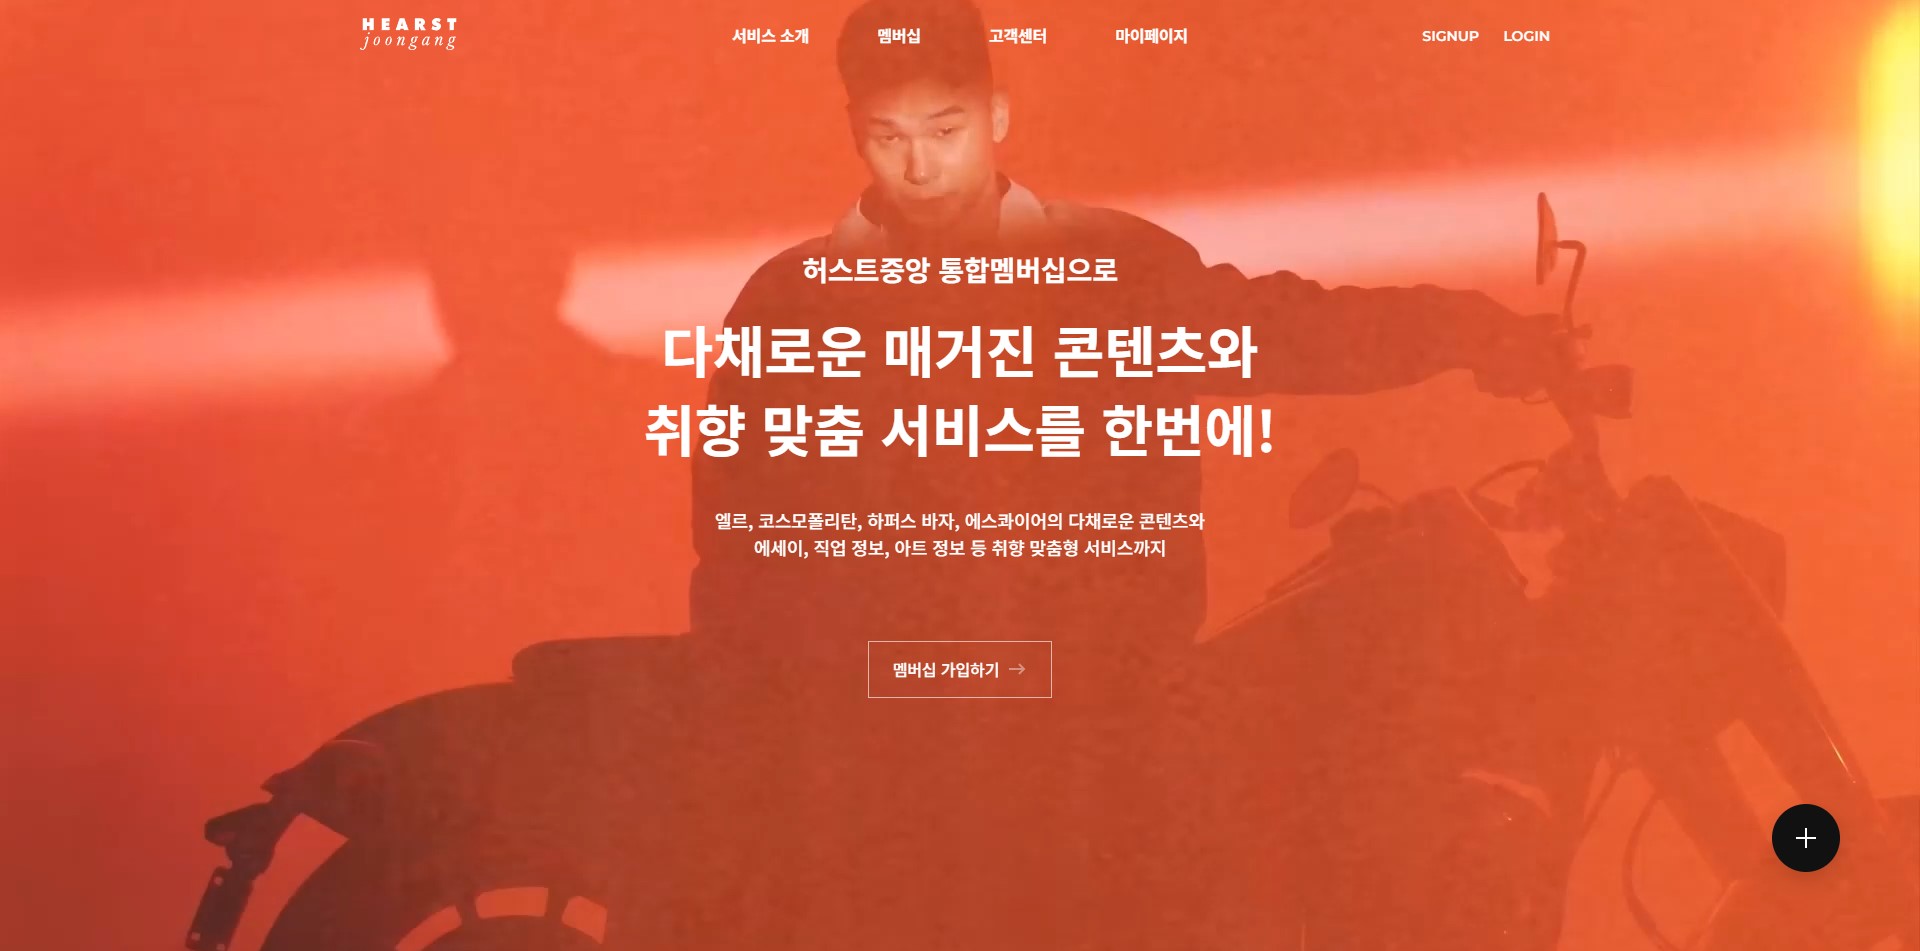 HEARST
joongang
서비스 소개
멤버십
고객센터
마이페이지
SIGNUP
LOGIN
허스트중앙 통합멤버십으로
다채로운 매거진 콘텐츠와
취향 맞춤 서비스를 한번에!
엘르, 코스모폴리탄, 하퍼스 바자, 에스콰이어의 다채로운 콘텐츠와
에세이, 직업 정보, 아트 정보 등 취향 맞춤형 서비스까지
멤버십 가입하기 →